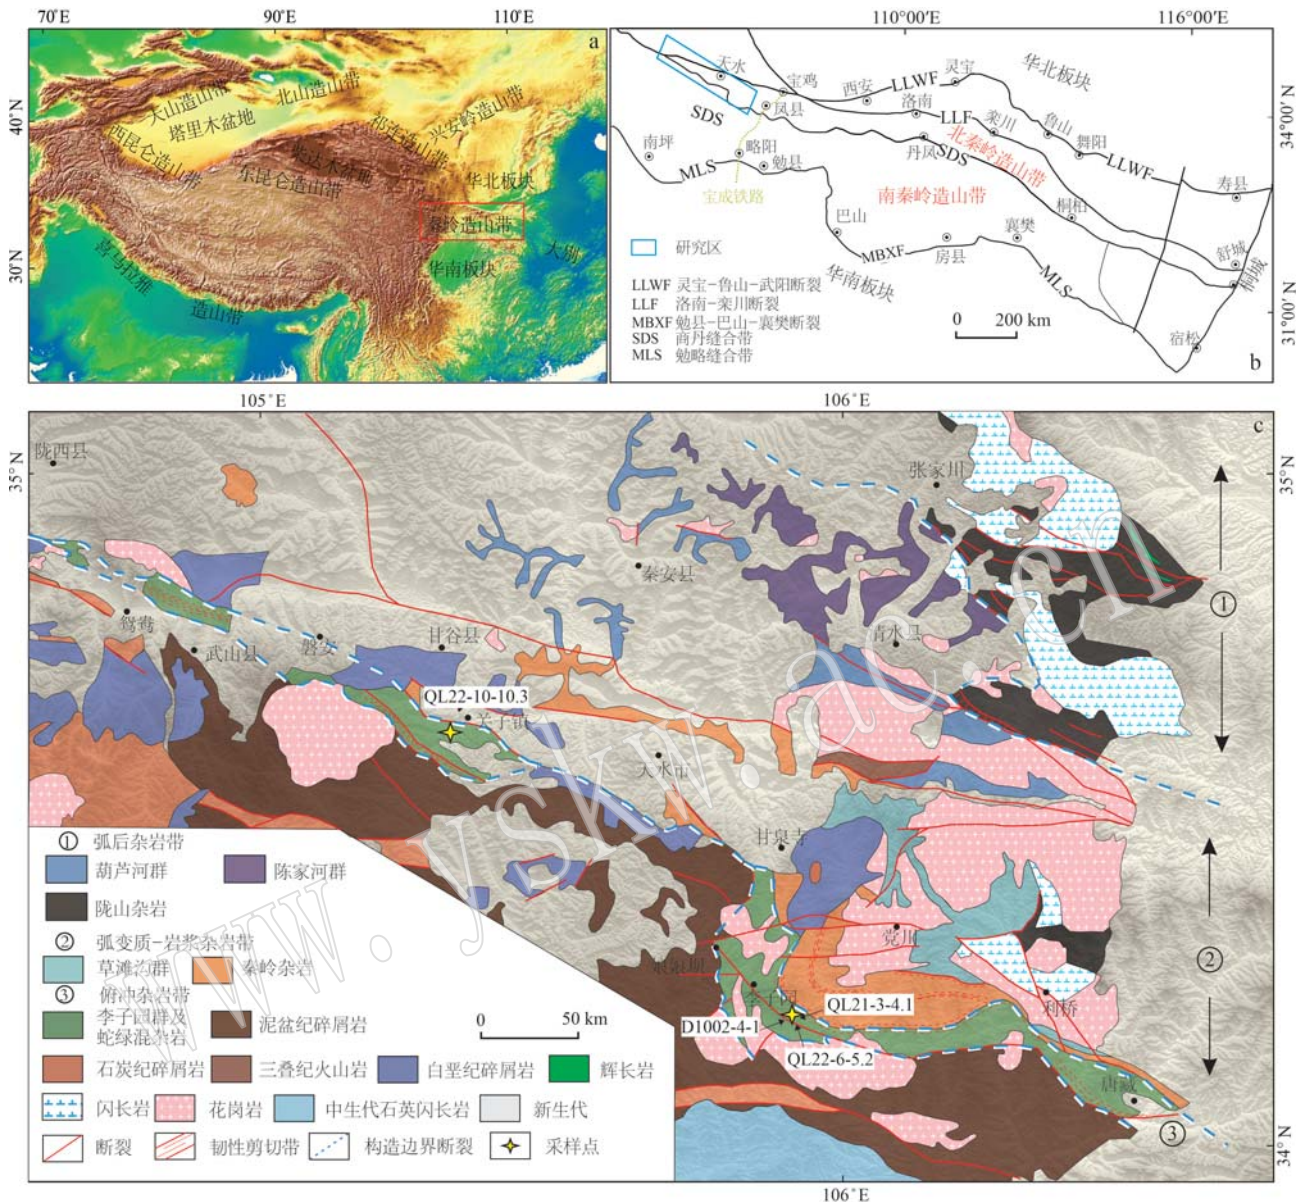 70°E
90°E
110°E
40°N
30°N
a
天山造山带
北山造山带
塔里木盆地
西昆仑造山带
祁连造山带
兴安岭造山带
柴达木盆地
东昆仑造山带
华北板块
秦岭造山带
大别
华南板块
喜马拉雅
造山带
110°00′E
116°00′E
34°00′N
31°00′N
天水
宝鸡
西安
LLWF
灵宝
华北板块
凤县
洛南
LLF
栾川
鲁山
舞阳
LLWF
SDS
南坪
略阳
勉县
丹凤
SDS
北秦岭造山带
寿县
MLS
宝成铁路
南秦岭造山带
桐柏
巴山
襄樊
舒城
MBXF
房县
MLS
桐城
华南板块
宿松
研究区
LLWF 灵宝-鲁山-武阳断裂
LLF 洛南-栾川断裂
MBXF 勉县-巴山-襄樊断裂
SDS 商丹缝合带
MLS 勉略缝合带
0 200 km
b
105°E
106°E
35°N
35°N
c
陇西县
张家川
秦安县
①
鸳鸯
武山县
磐安
甘谷县
清水县
QL22-10-10.3
关子镇
天水市
甘泉寺
党川
②
娘娘坝
李子园
QL21-3-4.1
利桥
D1002-4-1
QL22-6-5.2
唐藏
③
34°N
106°E
① 弧后杂岩带
葫芦河群
陈家河群
陇山杂岩
② 弧变质-岩浆杂岩带
草滩沟群
秦岭杂岩
③ 俯冲杂岩带
李子园群及
蛇绿混杂岩
泥盆纪碎屑岩
0 50 km
石炭纪碎屑岩
三叠纪火山岩
白垩纪碎屑岩
辉长岩
闪长岩
花岗岩
中生代石英闪长岩
新生代
断裂
韧性剪切带
构造边界断裂
采样点
www.yskw.ac.cn